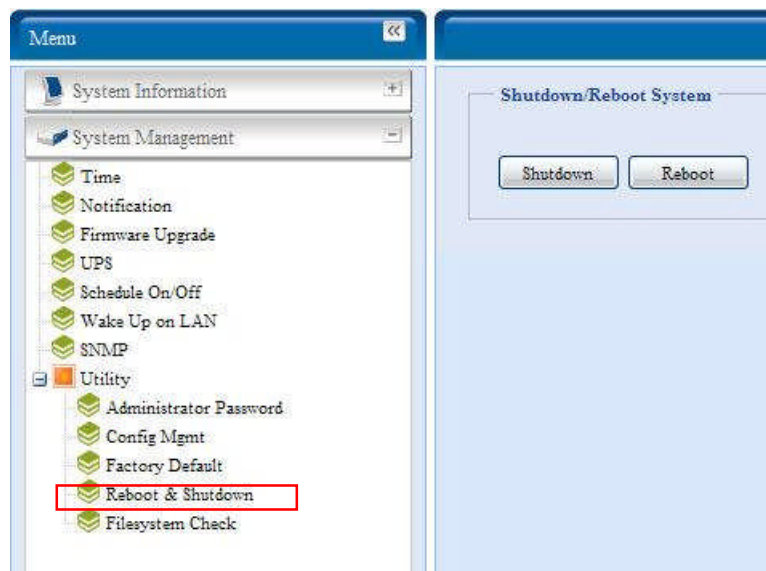 Menu
System Information
System Management
Time
Notification
Firmware Upgrade
UPS
Schedule On/Off
Wake Up on LAN
SNMP
Utility
Administrator Password
Config Mgmt
Factory Default
Reboot & Shutdown
Filesystem Check
Shutdown/Reboot System
Shutdown Reboot